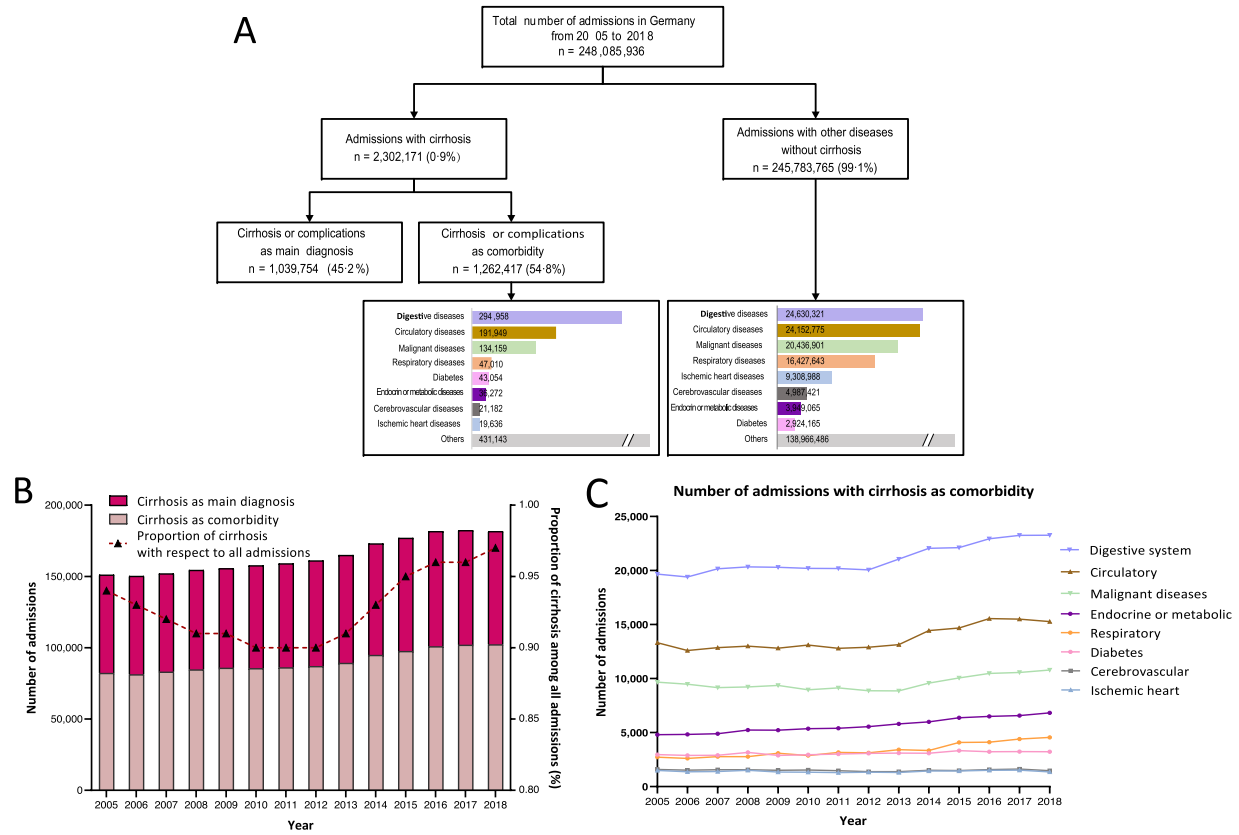 A
Total number of admissions in Germany
from 20 05 to 2018
n = 248,085,936
Admissions with cirrhosis
n = 2,302,171 (0·9%)
Admissions with other diseases
without cirrhosis
n = 245,783,765 (99·1%)
Cirrhosis or complications
as main diagnosis
n = 1,039,754 (45·2%)
Cirrhosis or complications
as comorbidity
n = 1,262,417 (54·8%)
Digestive diseases 294,958
Circulatory diseases 191,949
Malignant diseases 134,159
Respiratory diseases 47,010
Diabetes 43,054
Endocrin or metabolic diseases 36,272
Cerebrovascular diseases 21,182
Ischemic heart diseases 19,636
Others 431,143
Digestive diseases 24,630,321
Circulatory diseases 24,152,775
Malignant diseases 20,436,901
Respiratory diseases 16,427,643
Ischemic heart diseases 9,308,988
Cerebrovascular diseases 4,987,421
Endocrin or metabolic diseases 3,949,065
Diabetes 2,924,165
Others 138,966,486
B
Cirrhosis as main diagnosis
Cirrhosis as comorbidity
Proportion of cirrhosis
with respect to all admissions
Number of admissions
200,000
150,000
100,000
50,000
0
1.00
0.95
0.90
0.85
0.80
Proportion of cirrhosis among all admissions (%)
2005 2006 2007 2008 2009 2010 2011 2012 2013 2014 2015 2016 2017 2018
Year
C
Number of admissions with cirrhosis as comorbidity
Number of admissions
25,000
20,000
15,000
10,000
5,000
0
2005 2006 2007 2008 2009 2010 2011 2012 2013 2014 2015 2016 2017 2018
Year
Digestive system
Circulatory
Malignant diseases
Endocrine or metabolic
Respiratory
Diabetes
Cerebrovascular
Ischemic heart